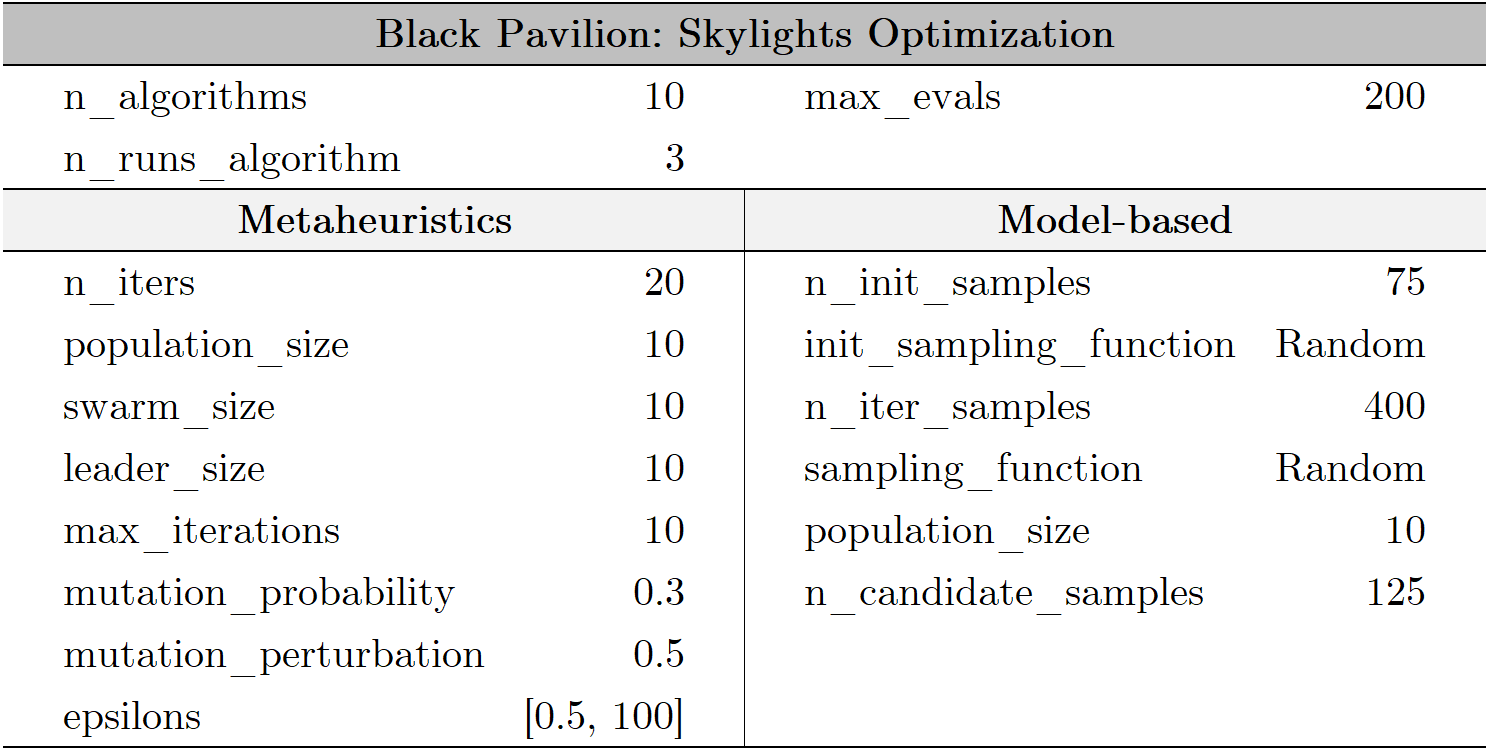 Black Pavilion: Skylights Optimization
n_algorithms 10 max_evals 200
n_runs_algorithm 3
Metaheuristics Model-based
n_iters 20 n_init_samples 75
population_size 10 init_sampling_function Random
swarm_size 10 n_iter_samples 400
leader_size 10 sampling_function Random
max_iterations 10 population_size 10
mutation_probability 0.3 n_candidate_samples 125
mutation_perturbation 0.5
epsilons [0.5, 100]